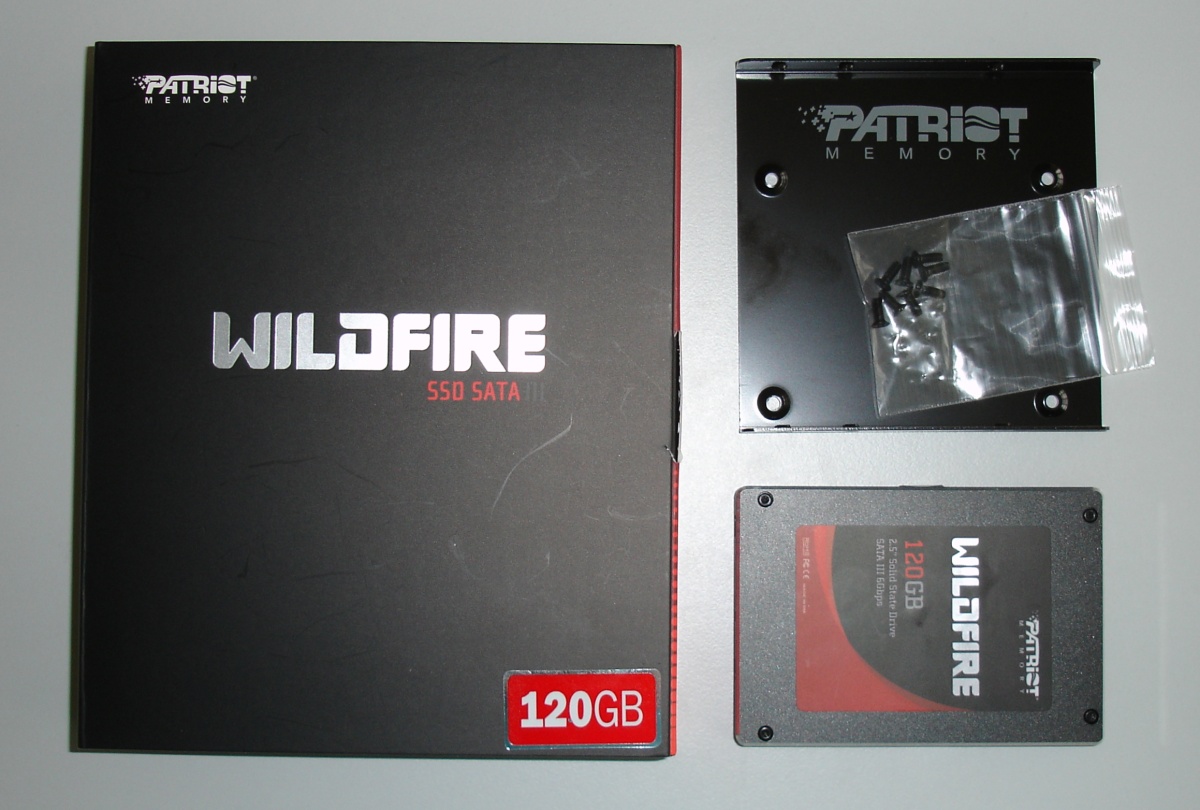 PATRIOT®
MEMORY
WILDFIRE
SSD SATA III
120GB
PATRIOT
MEMORY
PATRIOT
MEMORY
WILDFIRE
120GB
2.5" Solid State Drive
SATA III 6Gbps